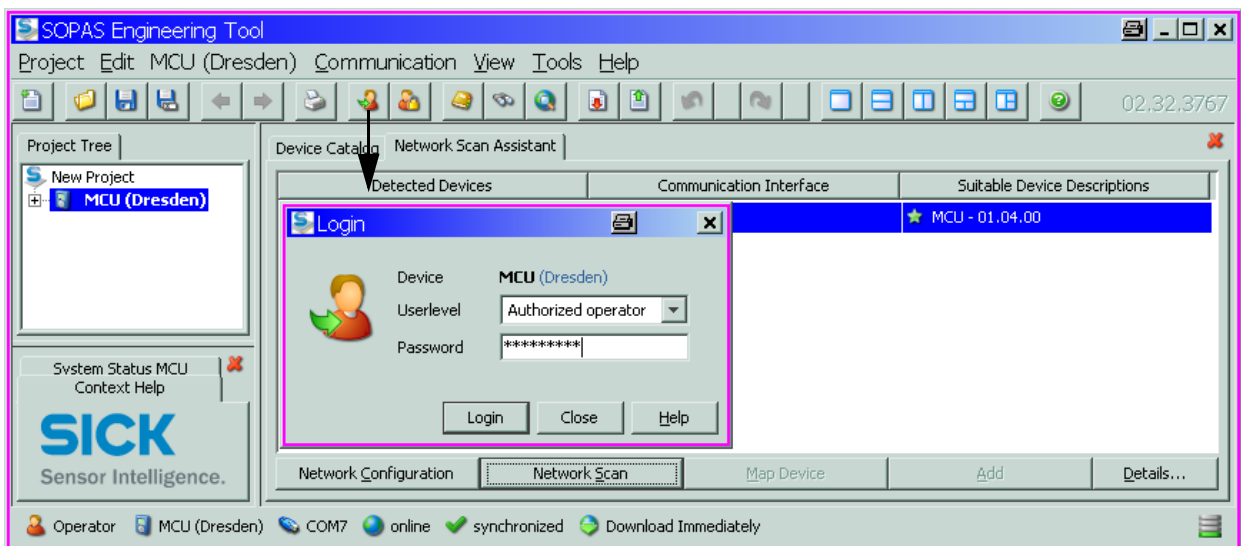 SOPAS Engineering Tool
Project Edit MCU (Dresden) Communication View Tools Help
02.32.3767
Project Tree
Device Catalog Network Scan Assistant
New Project
MCU (Dresden)
Detected Devices Communication Interface Suitable Device Descriptions
MCU - 01.04.00
Login
Device MCU (Dresden)
Userlevel Authorized operator
Password *********
Login Close Help
System Status MCU
Context Help
SICK
Sensor Intelligence.
Network Configuration Network Scan Map Device Add Details...
Operator MCU (Dresden) COM7 online synchronized Download Immediately